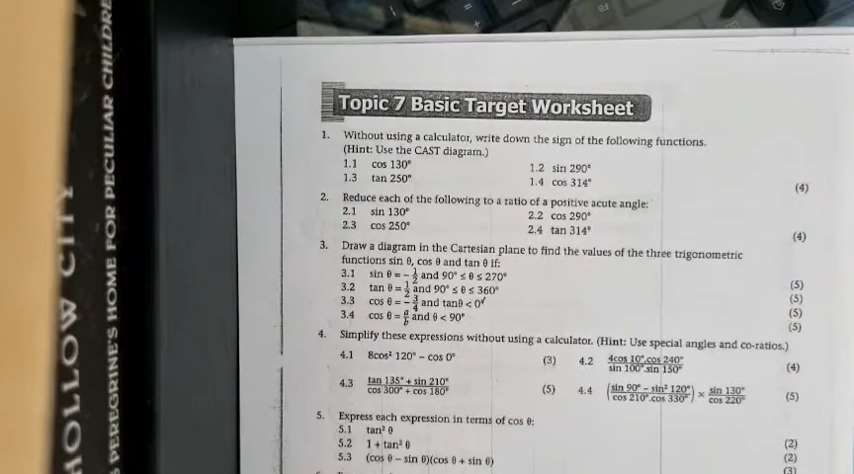 HOLLOW CITY
PEREGRINE'S HOME FOR PECULIAR CHILDRE
Topic 7 Basic Target Worksheet
1. Without using a calculator, write down the sign of the following functions.
(Hint: Use the CAST diagram.)
1.1 cos 130° 1.2 sin 290°
1.3 tan 250° 1.4 cos 314° (4)
2. Reduce each of the following to a ratio of a positive acute angle:
2.1 sin 130° 2.2 cos 290°
2.3 cos 250° 2.4 tan 314° (4)
3. Draw a diagram in the Cartesian plane to find the values of the three trigonometric
functions sin θ, cos θ and tan θ if:
3.1 sin θ = −1/2 and 90° ≤ θ ≤ 270° (5)
3.2 tan θ = 1/2 and 90° ≤ θ ≤ 360° (5)
3.3 cos θ = −3/4 and tanθ < 0° (5)
3.4 cos θ = a/b and θ < 90° (5)
4. Simplify these expressions without using a calculator. (Hint: Use special angles and co-ratios.)
4.1 8cos² 120° − cos 0° (3) 4.2 4cos 10°.cos 240° / sin 100°.sin 150° (4)
4.3 tan 135° + sin 210° / cos 300° + cos 180° (5) 4.4 (sin 90° − sin² 120° / cos 210°.cos 330°) × sin 130° / cos 220° (5)
5. Express each expression in terms of cos θ:
5.1 tan² θ (2)
5.2 1 + tan² θ (2)
5.3 (cos θ − sin θ)(cos θ + sin θ) (3)